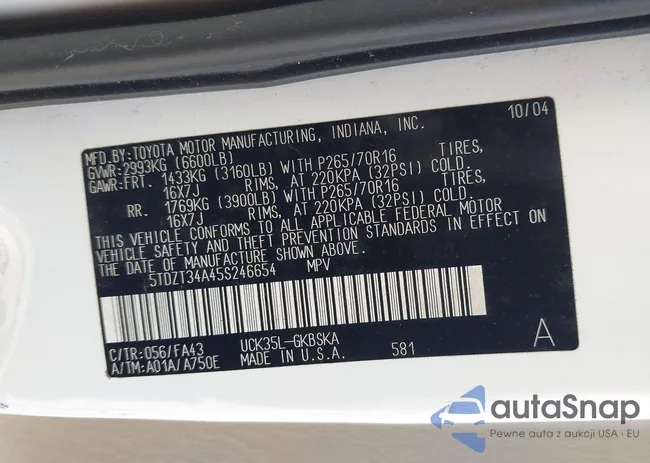 10/04
MFD.BY:TOYOTA MOTOR MANUFACTURING, INDIANA, INC.
GVWR:2993KG (6600LB)
GAWR:FRT. 1433KG (3160LB) WITH P265/70R16 TIRES,
16X7J RIMS, AT 220KPA (32PSI) COLD.
RR. 1769KG (3900LB) WITH P265/70R16 TIRES,
16X7J RIMS, AT 220KPA (32PSI) COLD.
THIS VEHICLE CONFORMS TO ALL APPLICABLE FEDERAL MOTOR
VEHICLE SAFETY AND THEFT PREVENTION STANDARDS IN EFFECT ON
THE DATE OF MANUFACTURE SHOWN ABOVE.
5TDZT34A45S246654 MPV
C/TR:056/FA43 UCK35L-GKBSKA
A/TM:A01A/A750E MADE IN U.S.A. 581 A
autaSnap
Pewne auta z aukcji USA i EU